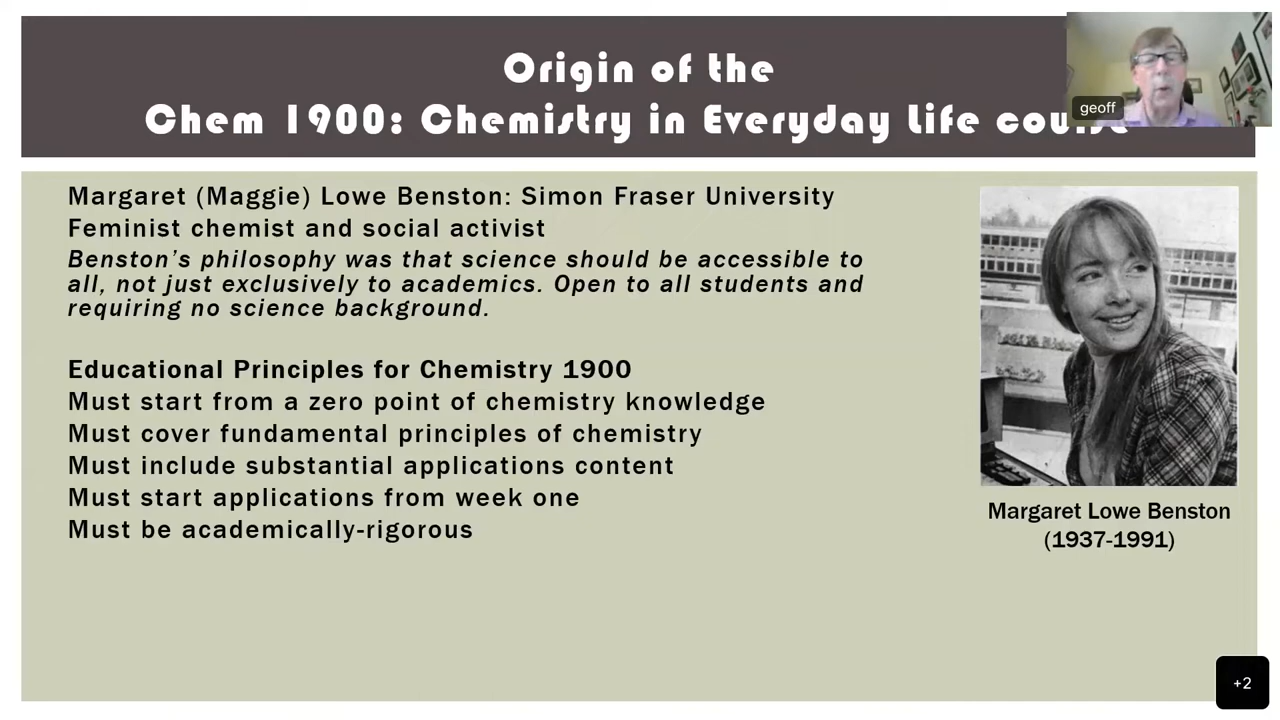 Origin of the
Chem 1900: Chemistry in Everyday Life course
geoff
Margaret (Maggie) Lowe Benston: Simon Fraser University
Feminist chemist and social activist
Benston's philosophy was that science should be accessible to
all, not just exclusively to academics. Open to all students and
requiring no science background.
Educational Principles for Chemistry 1900
Must start from a zero point of chemistry knowledge
Must cover fundamental principles of chemistry
Must include substantial applications content
Must start applications from week one
Must be academically-rigorous
Margaret Lowe Benston
(1937-1991)
+2